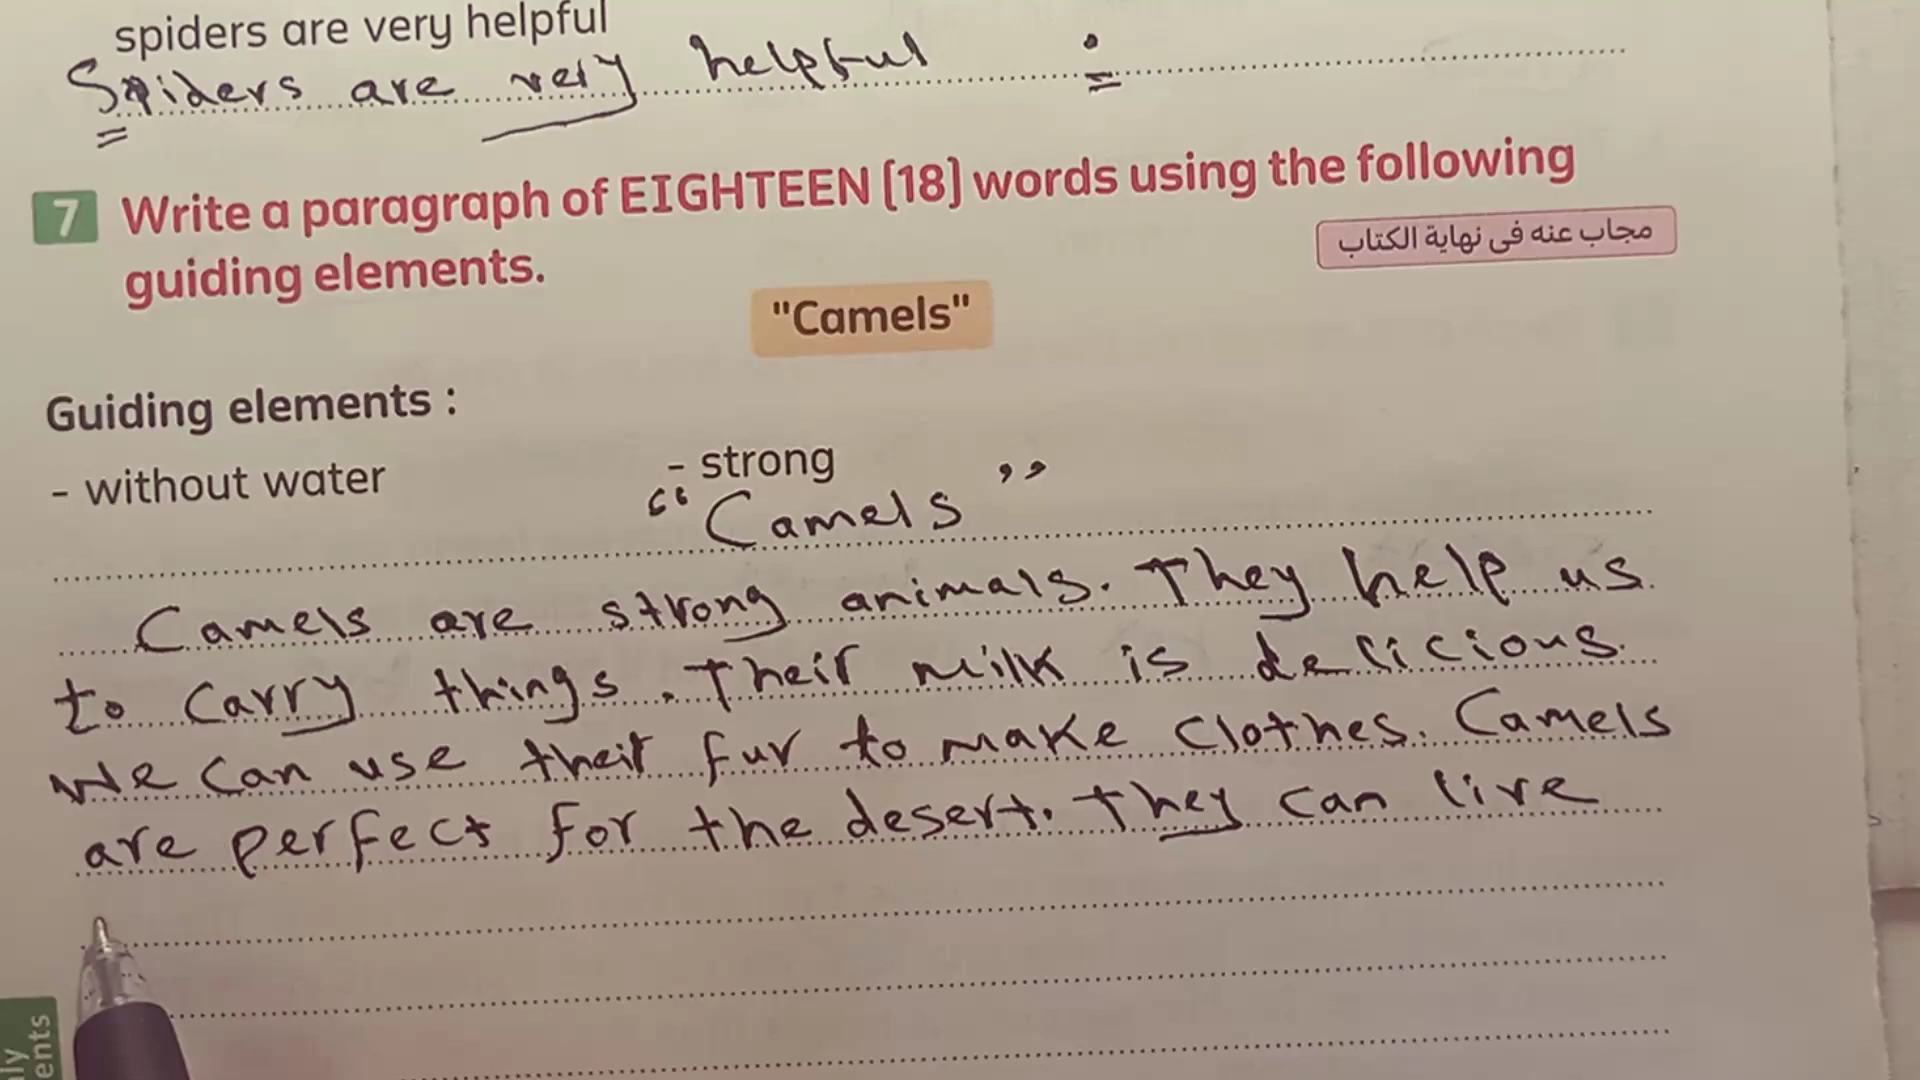 spiders are very helpful
Spiders are very helpful .
7 Write a paragraph of EIGHTEEN (18) words using the following
guiding elements.
مجاب عنه فى نهاية الكتاب
"Camels"
Guiding elements :
- without water - strong
“Camels”
Camels are strong animals. They help us
to carry things. Their milk is delicious.
We can use their fur to make clothes. Camels
are perfect for the desert. They can live